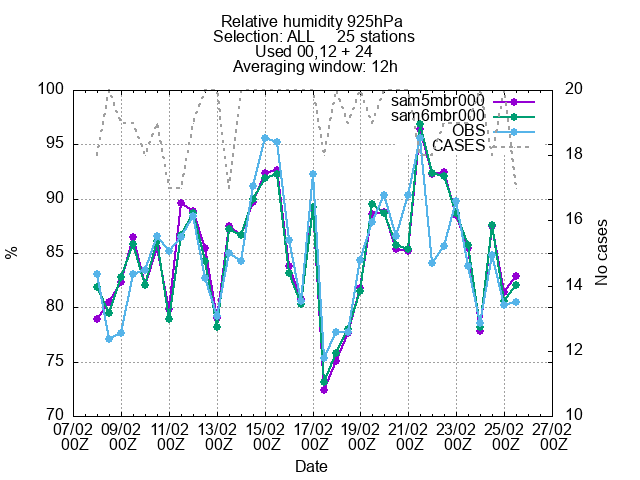 Relative humidity 925hPa
Selection: ALL 25 stations
Used 00,12 + 24
Averaging window: 12h
100 20
sam5mbr000
sam6mbr000
OBS
CASES
95
18
90
16
%
85
No cases
14
80
12
75
70 10
07/02 09/02 11/02 13/02 15/02 17/02 19/02 21/02 23/02 25/02 27/02
00Z 00Z 00Z 00Z 00Z 00Z 00Z 00Z 00Z 00Z 00Z
Date